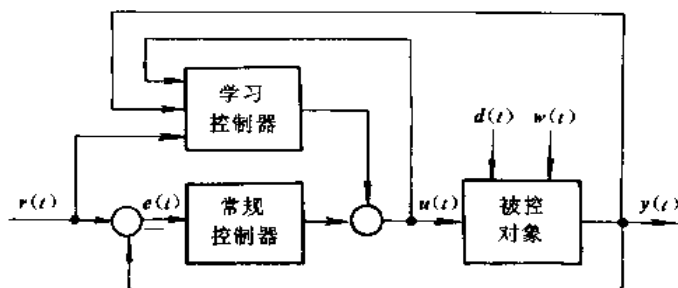 学习
控制器
d(t) w(t)
r(t) e(t) 常规 u(t) 被控 y(t)
控制器 对象